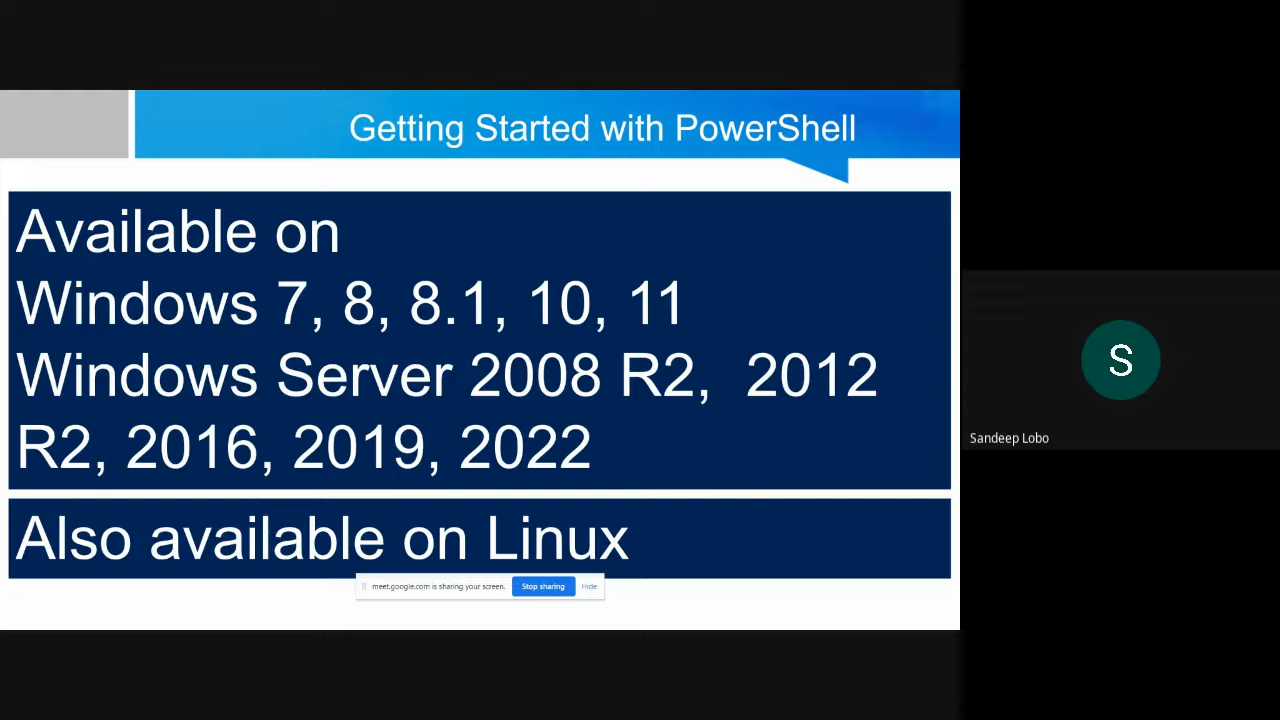 Getting Started with PowerShell
Available on
Windows 7, 8, 8.1, 10, 11
Windows Server 2008 R2, 2012
R2, 2016, 2019, 2022
Also available on Linux
meet.google.com is sharing your screen. Stop sharing Hide
S
Sandeep Lobo